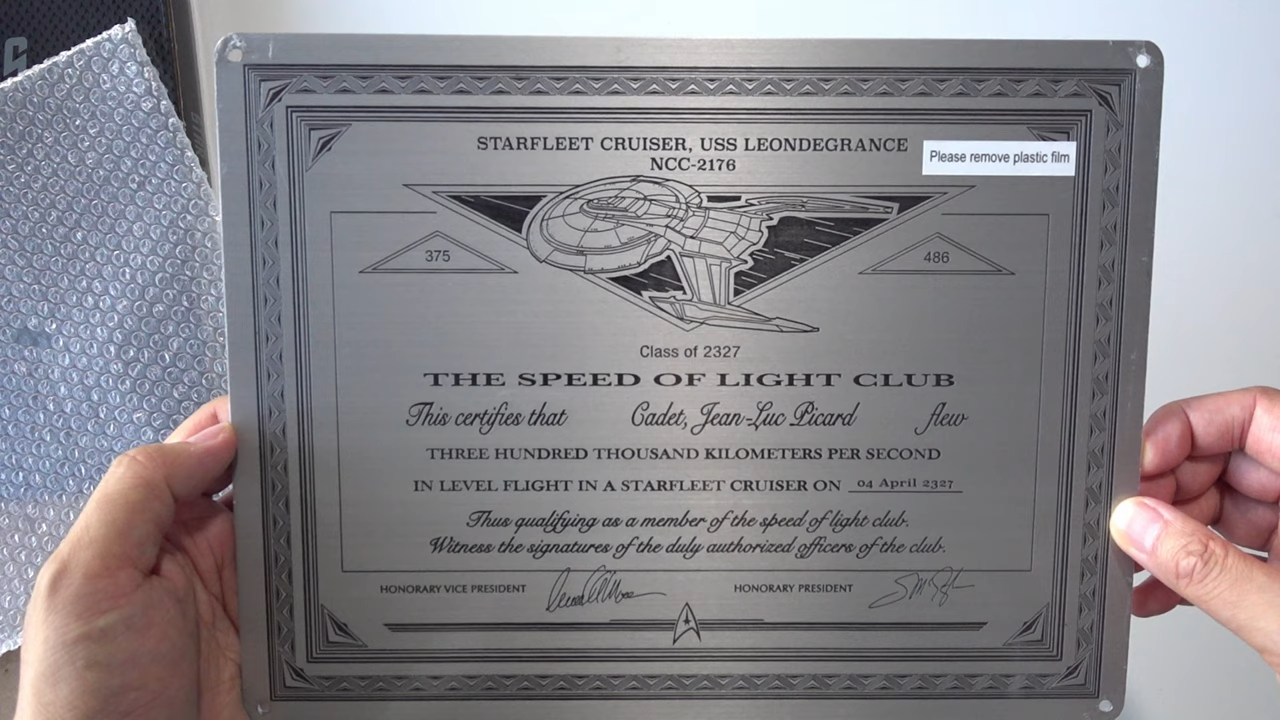 STARFLEET CRUISER, USS LEONDEGRANCE
NCC-2176
Please remove plastic film
375
486
Class of 2327
THE SPEED OF LIGHT CLUB
This certifies that Cadet, Jean-Luc Picard flew
THREE HUNDRED THOUSAND KILOMETERS PER SECOND
IN LEVEL FLIGHT IN A STARFLEET CRUISER ON 04 April 2327
Thus qualifying as a member of the speed of light club.
Witness the signatures of the duly authorized officers of the club.
HONORARY VICE PRESIDENT HONORARY PRESIDENT